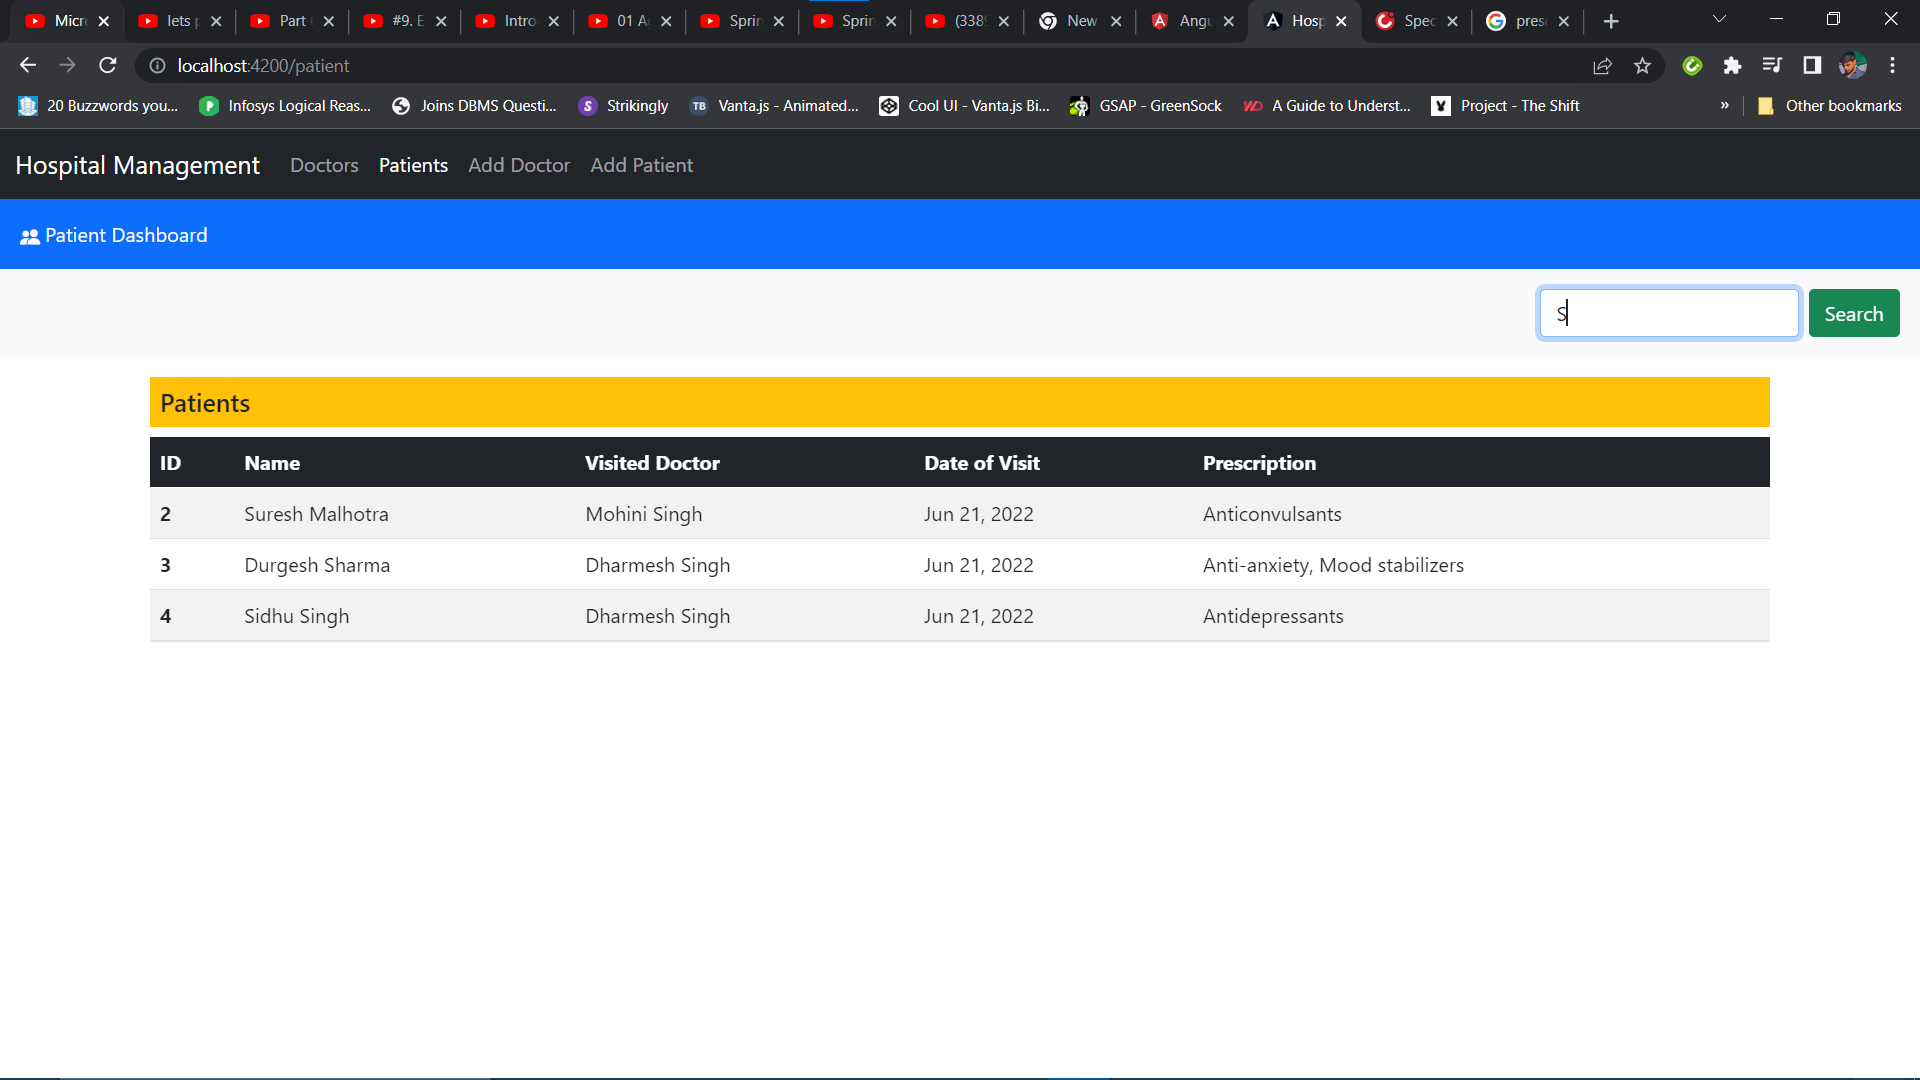 Micr lets p Part #9. E Intro 01 A Sprin Sprin (338 New Angu Hosp Spec pres
localhost:4200/patient
20 Buzzwords you... Infosys Logical Reas... Joins DBMS Questi... S Strikingly TB Vanta.js - Animated... Cool UI - Vanta.js Bi... GSAP - GreenSock A Guide to Underst... Project - The Shift » Other bookmarks
Hospital Management Doctors Patients Add Doctor Add Patient
Patient Dashboard
S Search
Patients
ID Name Visited Doctor Date of Visit Prescription
2 Suresh Malhotra Mohini Singh Jun 21, 2022 Anticonvulsants
3 Durgesh Sharma Dharmesh Singh Jun 21, 2022 Anti-anxiety, Mood stabilizers
4 Sidhu Singh Dharmesh Singh Jun 21, 2022 Antidepressants